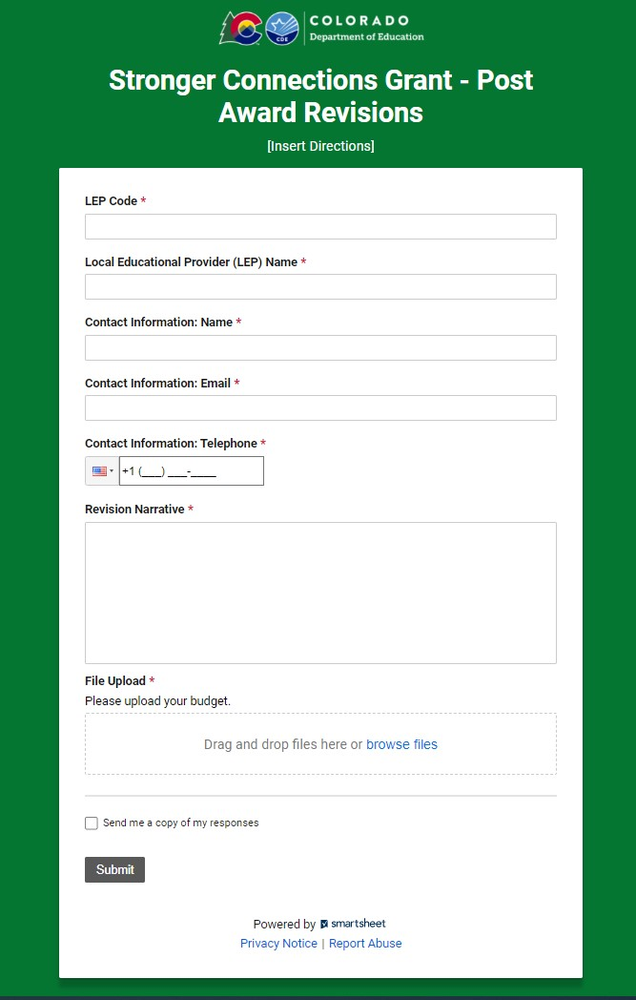 COLORADO
CDE
Department of Education
Stronger Connections Grant - Post
Award Revisions
[Insert Directions]
LEP Code *
Local Educational Provider (LEP) Name *
Contact Information: Name *
Contact Information: Email *
Contact Information: Telephone *
+1 (___) ___-____
Revision Narrative *
File Upload *
Please upload your budget.
Drag and drop files here or browse files
Send me a copy of my responses
Submit
Powered by smartsheet
Privacy Notice | Report Abuse